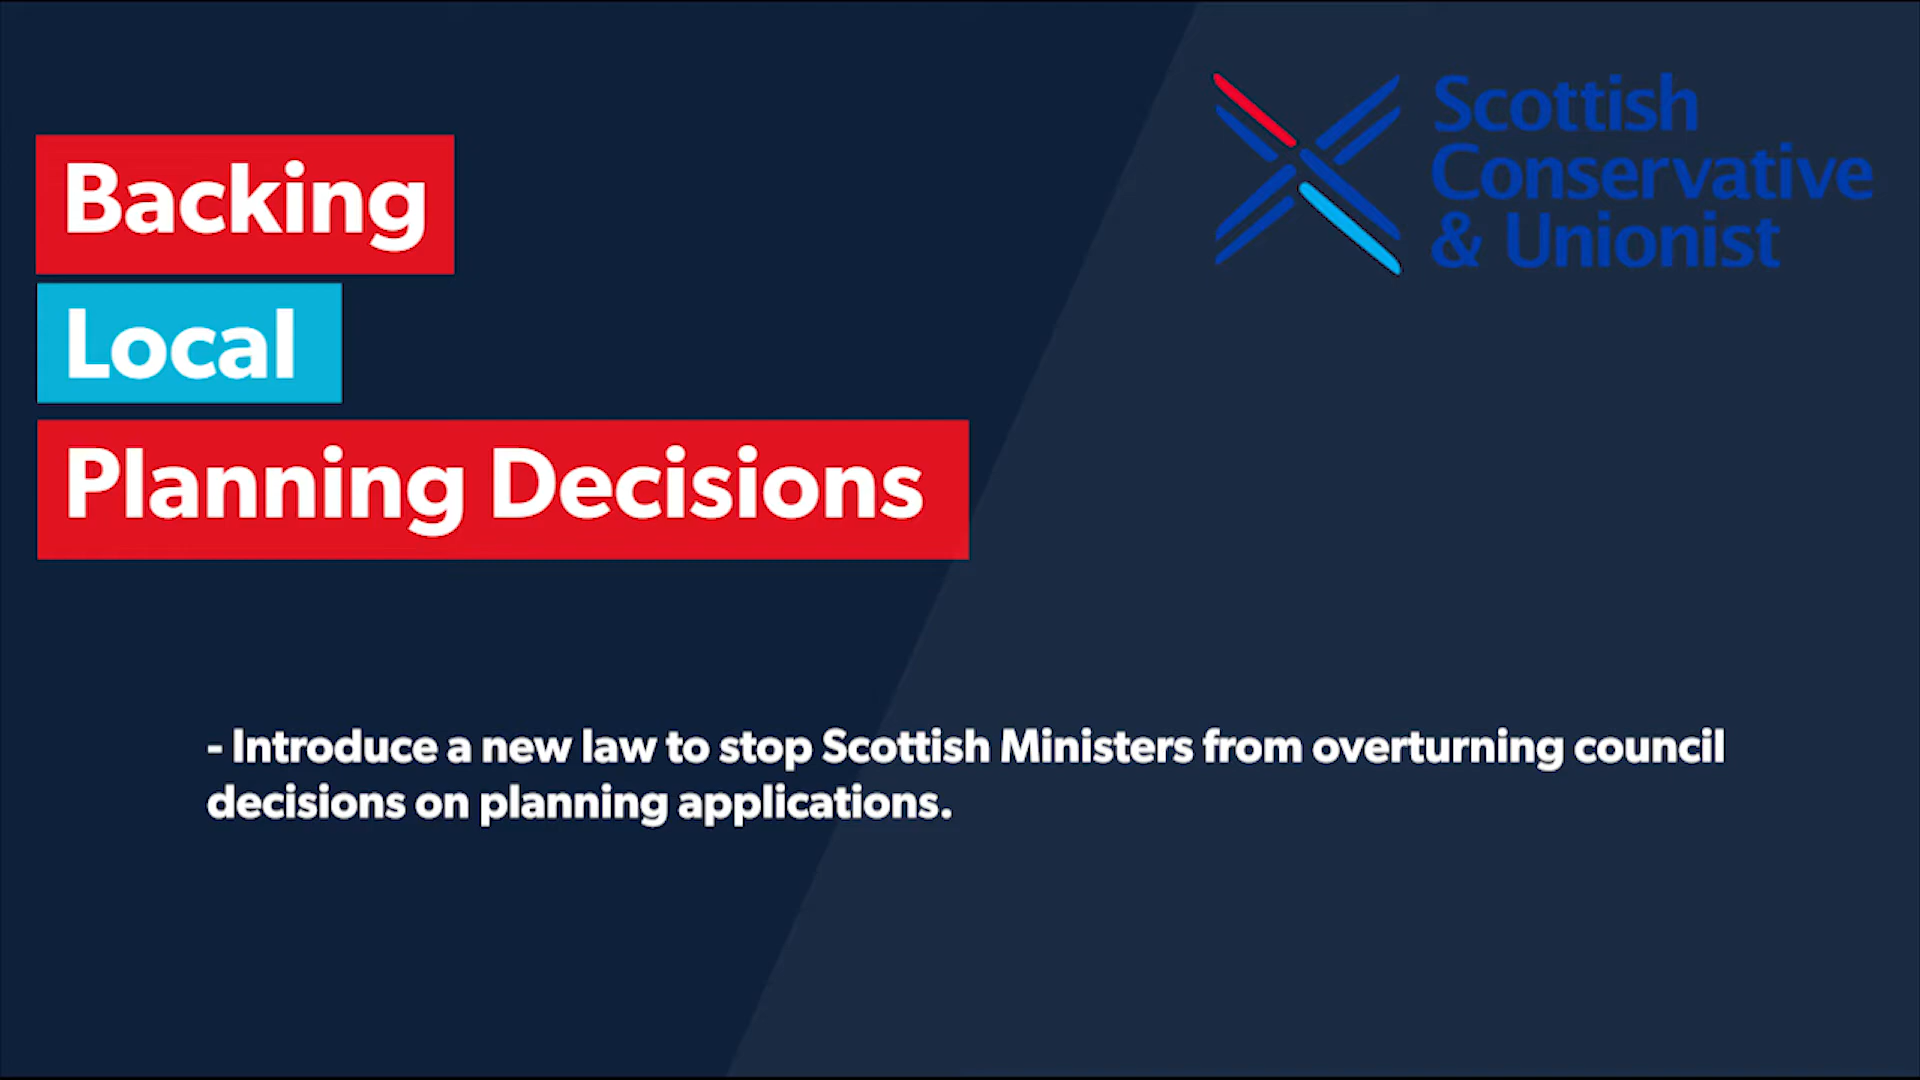 Scottish
Conservative
& Unionist
Backing
Local
Planning Decisions
- Introduce a new law to stop Scottish Ministers from overturning council
decisions on planning applications.